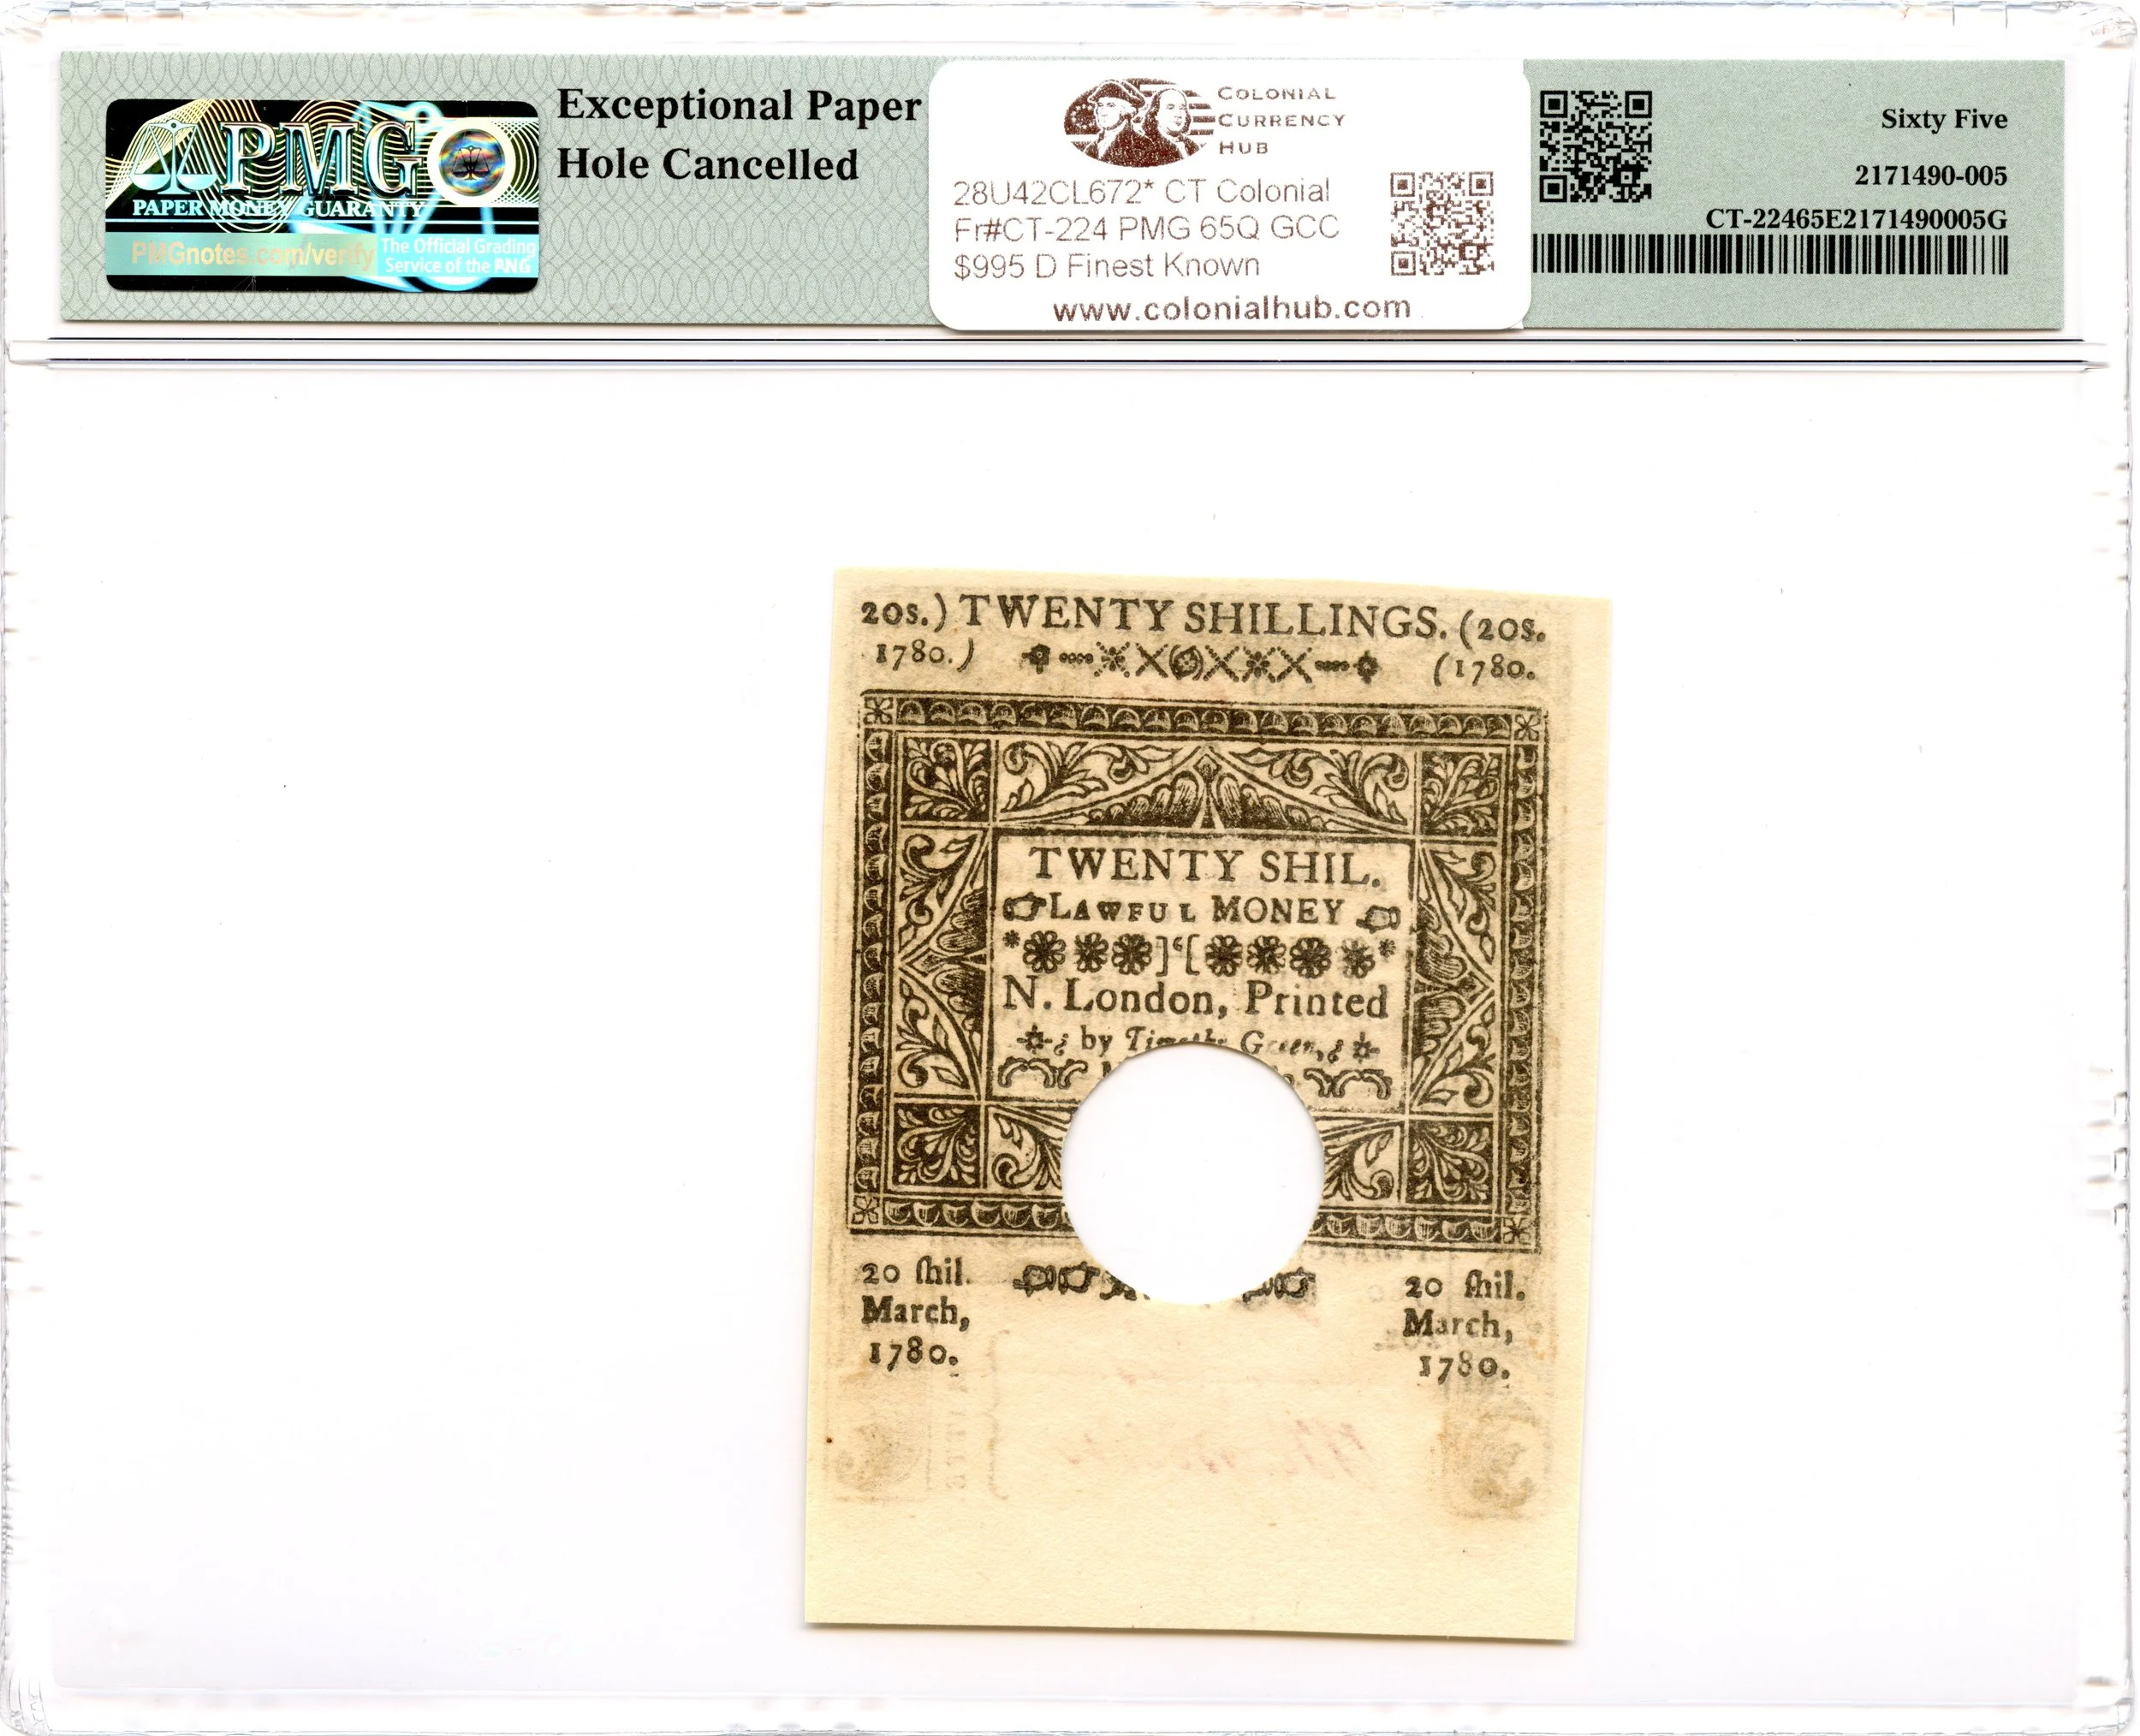 PMG
PAPER MONEY GUARANTY
PMGnotes.com/verify
The Official Grading
Service of the PNG
Exceptional Paper
Hole Cancelled
COLONIAL
CURRENCY
HUB
28U42CL672* CT Colonial
Fr#CT-224 PMG 65Q GCC
$995 D Finest Known
www.colonialhub.com
Sixty Five
2171490-005
CT-22465E2171490005G
20s.) TWENTY SHILLINGS. (20s.
1780.) (1780.
TWENTY SHIL.
LAWFUL MONEY
N. London, Printed
by Timothy Green,
20 ſhil.
March,
1780.
20 ſhil.
March,
1780.